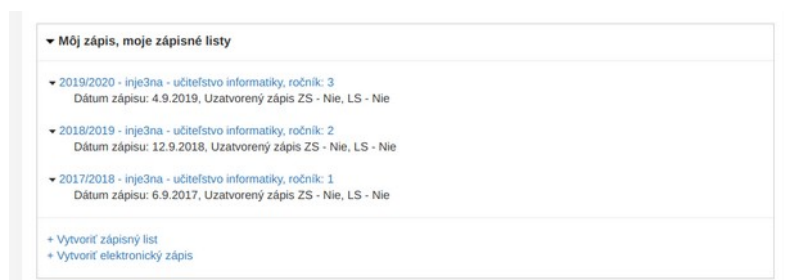 Môj zápis, moje zápisné listy
2019/2020 - inje3na - učiteľstvo informatiky, ročník: 3
Dátum zápisu: 4.9.2019, Uzatvorený zápis ZS - Nie, LS - Nie
2018/2019 - inje3na - učiteľstvo informatiky, ročník: 2
Dátum zápisu: 12.9.2018, Uzatvorený zápis ZS - Nie, LS - Nie
2017/2018 - inje3na - učiteľstvo informatiky, ročník: 1
Dátum zápisu: 6.9.2017, Uzatvorený zápis ZS - Nie, LS - Nie
+ Vytvoriť zápisný list
+ Vytvoriť elektronický zápis